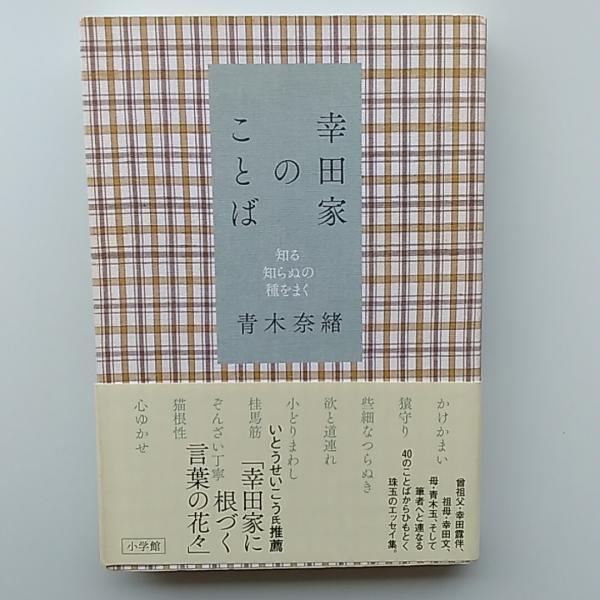 幸田家
の
ことば
知る
知らぬの
種をまく
青木奈緒
曾祖父・幸田露伴、
祖母・幸田文、
母・青木玉、そして
筆者へと連なる
40のことばからひもとく
珠玉のエッセイ集。
かけかまい
猿守り
些細なつらぬき
欲と道連れ
小どりまわし
桂馬筋
ぞんざい丁寧
猫根性
心ゆかせ
いとうせいこう氏推薦
「幸田家に
根づく
言葉の花々」
小学館